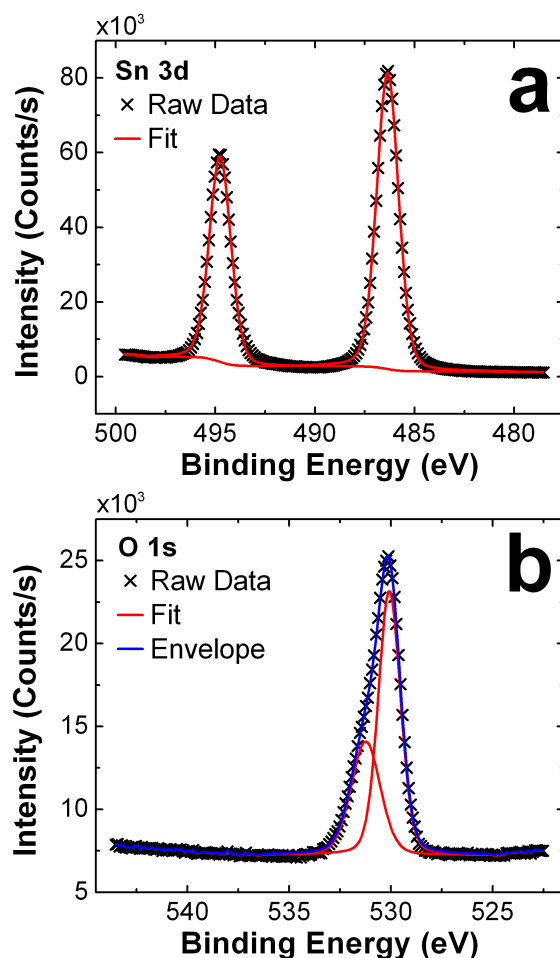 x10³
Sn 3d
a
× Raw Data
Fit
80
60
40
20
0
Intensity (Counts/s)
500 495 490 485 480
Binding Energy (eV)
x10³
O 1s
b
× Raw Data
Fit
Envelope
25
20
15
10
5
Intensity (Counts/s)
540 535 530 525
Binding Energy (eV)